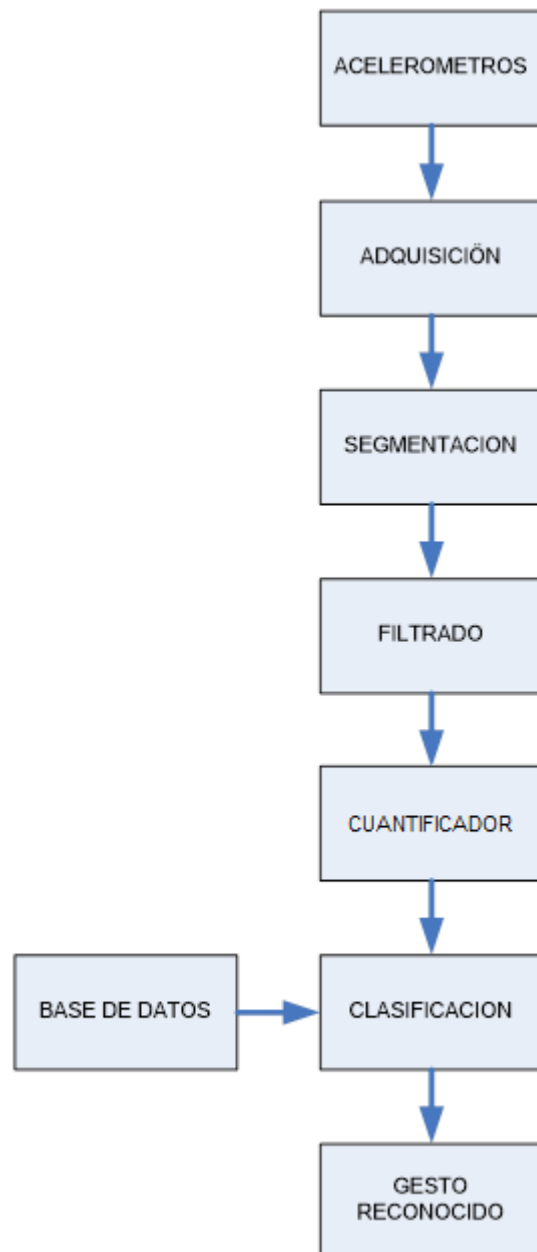 ACELEROMETROS
ADQUISICIÖN
SEGMENTACION
FILTRADO
CUANTIFICADOR
BASE DE DATOS
CLASIFICACION
GESTO
RECONOCIDO